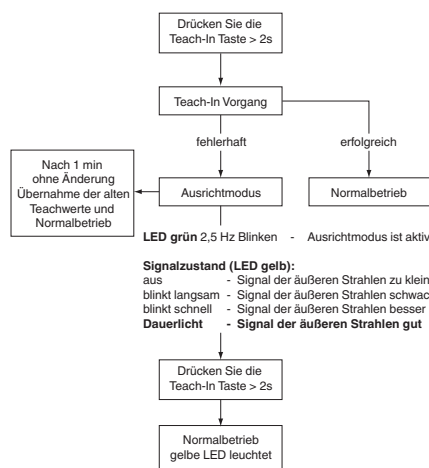 Drücken Sie die
Teach-In Taste > 2s
Teach-In Vorgang
fehlerhaft
erfolgreich
Nach 1 min
ohne Änderung
Übernahme der alten
Teachwerte und
Normalbetrieb
Ausrichtmodus
Normalbetrieb
LED grün 2,5 Hz Blinken - Ausrichtmodus ist aktiv
Signalzustand (LED gelb):
aus - Signal der äußeren Strahlen zu klein
blinkt langsam - Signal der äußeren Strahlen schwac
blinkt schnell - Signal der äußeren Strahlen besser
Dauerlicht - Signal der äußeren Strahlen gut
Drücken Sie die
Teach-In Taste > 2s
Normalbetrieb
gelbe LED leuchtet